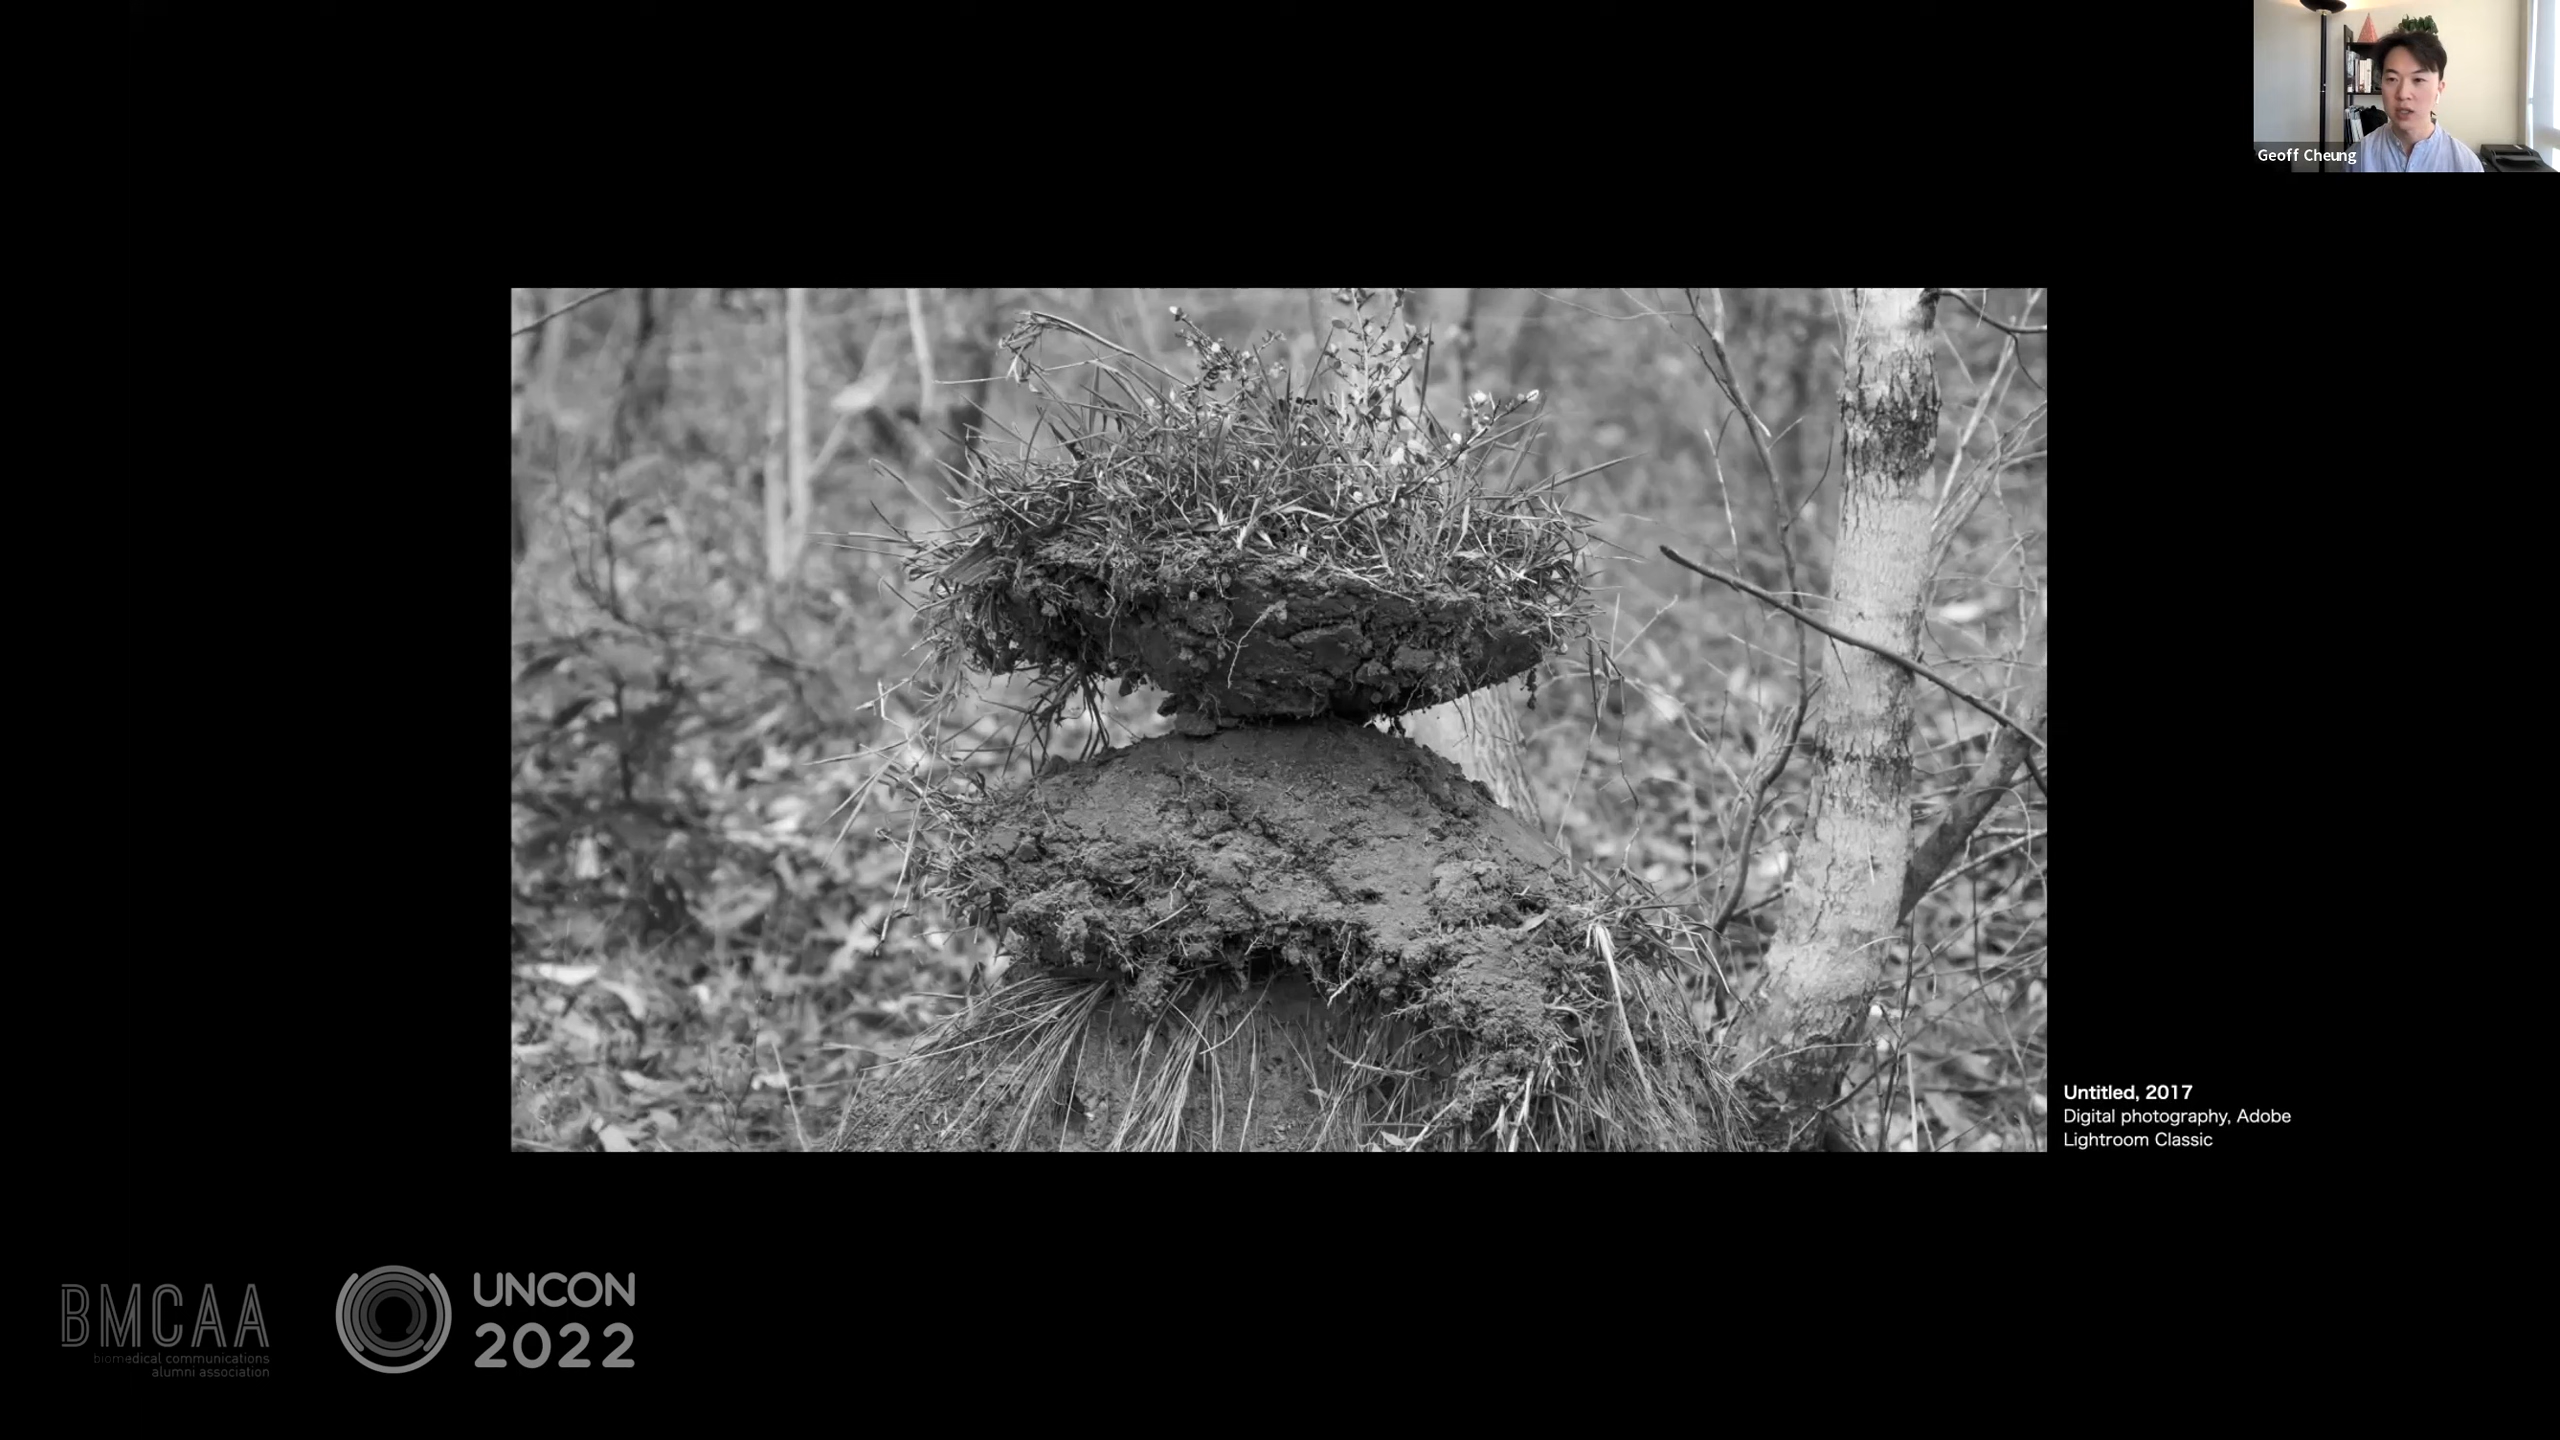 Geoff Cheung
Untitled, 2017
Digital photography, Adobe
Lightroom Classic
BMCAA
biomedical communications
alumni association
UNCON
2022